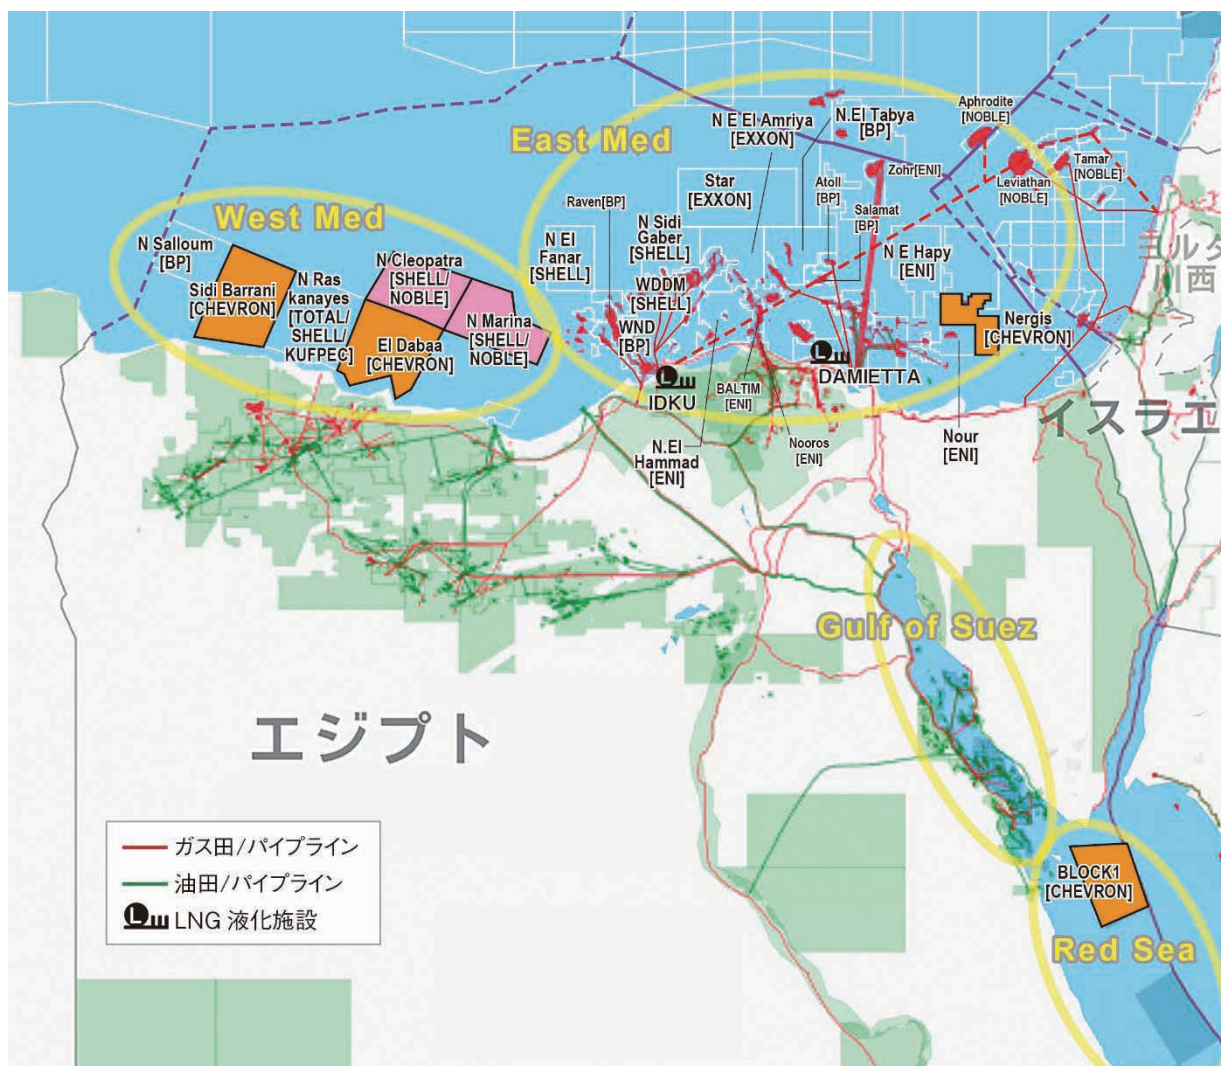 East Med
West Med
N Salloum
[BP]
Sidi Barrani
[CHEVRON]
N Ras
kanayes
[TOTAL/
SHELL/
KUFPEC]
N Cleopatra
[SHELL/
NOBLE]
El Dabaa
[CHEVRON]
N Marina
[SHELL/
NOBLE]
N El
Fanar
[SHELL]
Raven[BP]
N Sidi
Gaber
[SHELL]
WDDM
[SHELL]
WND
[BP]
Star
[EXXON]
N E El Amriya
[EXXON]
N.El Tabya
[BP]
Atoll
[BP]
Salamat
[BP]
Zohr[ENI]
Aphrodite
[NOBLE]
Leviathan
[NOBLE]
Tamar
[NOBLE]
N E Hapy
[ENI]
Nergis
[CHEVRON]
Nour
[ENI]
IDKU
DAMIETTA
BALTIM
[ENI]
Nooros
[ENI]
N.El
Hammad
[ENI]
ヨルダ
川西
イスラエ
Gulf of Suez
エジプト
BLOCK1
[CHEVRON]
Red Sea
ガス田/パイプライン
油田/パイプライン
L LNG 液化施設